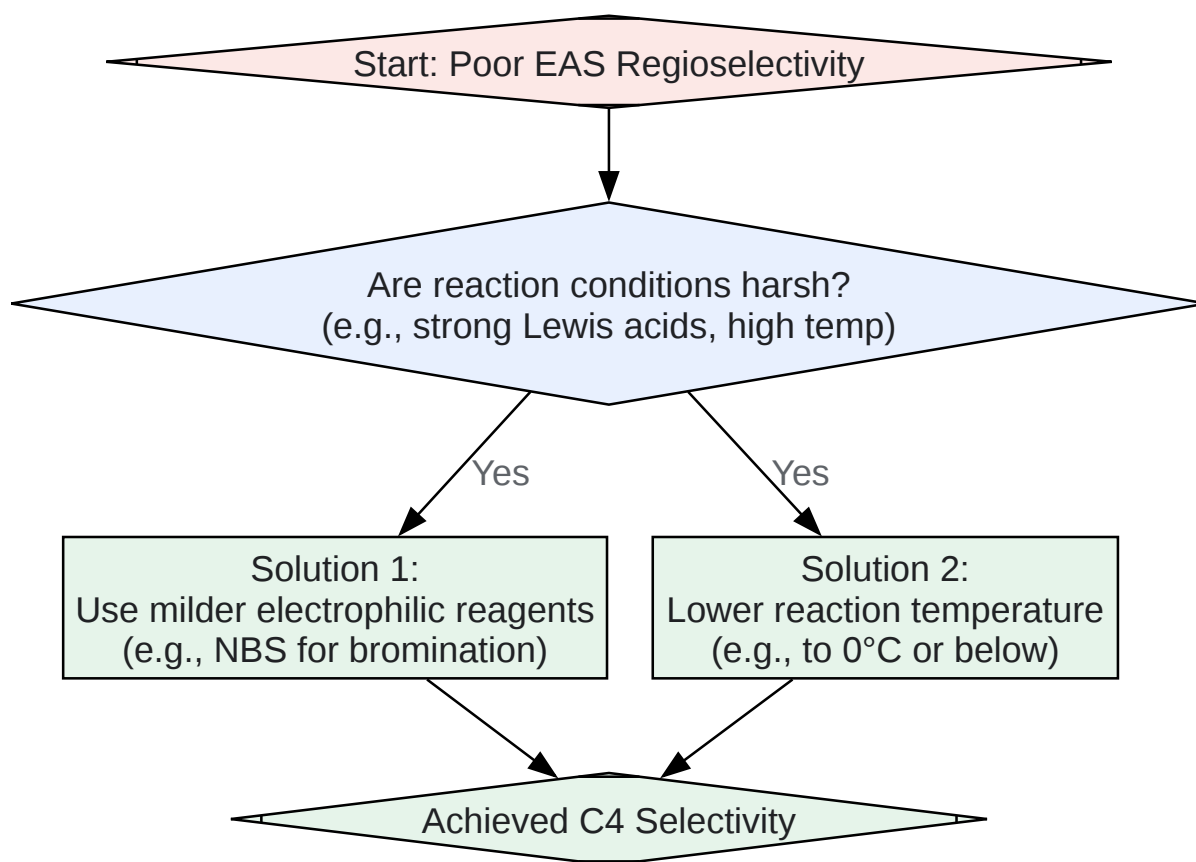 Start: Poor EAS Regioselectivity
Are reaction conditions harsh?
(e.g., strong Lewis acids, high temp)
Yes
Yes
Solution 1:
Use milder electrophilic reagents
(e.g., NBS for bromination)
Solution 2:
Lower reaction temperature
(e.g., to 0°C or below)
Achieved C4 Selectivity